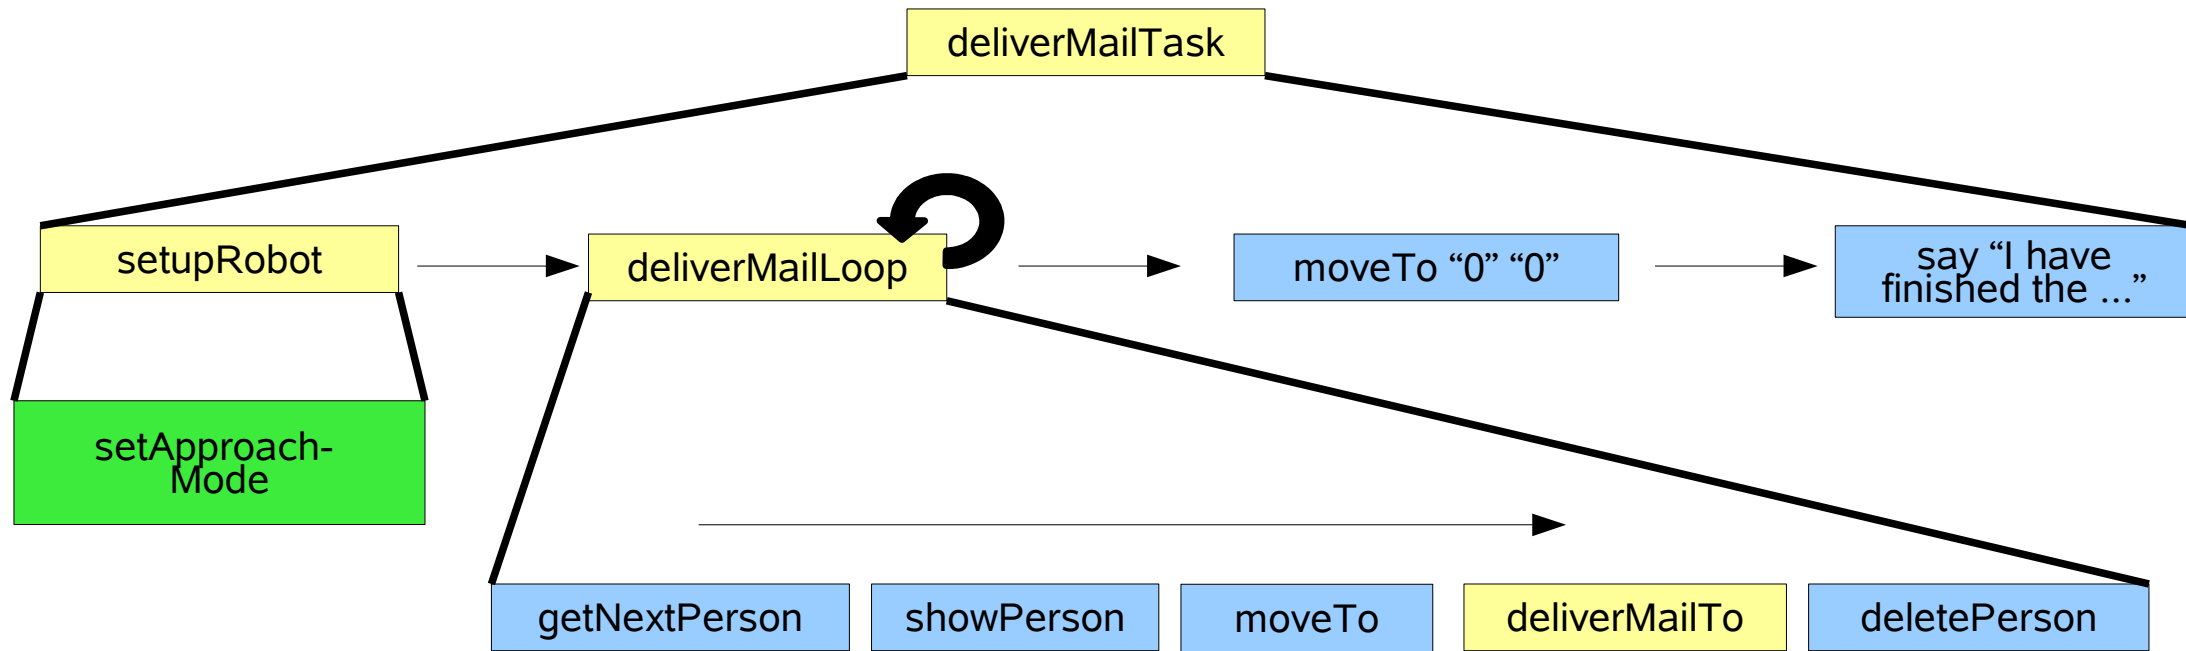 deliverMailTask
setupRobot
deliverMailLoop
moveTo “0” “0”
say “I have
finished the ...”
setApproach-
Mode
getNextPerson
showPerson
moveTo
deliverMailTo
deletePerson